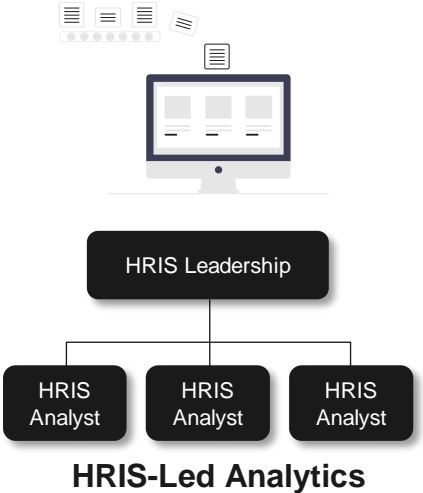 HRIS Leadership
HRIS
Analyst
HRIS
Analyst
HRIS
Analyst
HRIS-Led Analytics